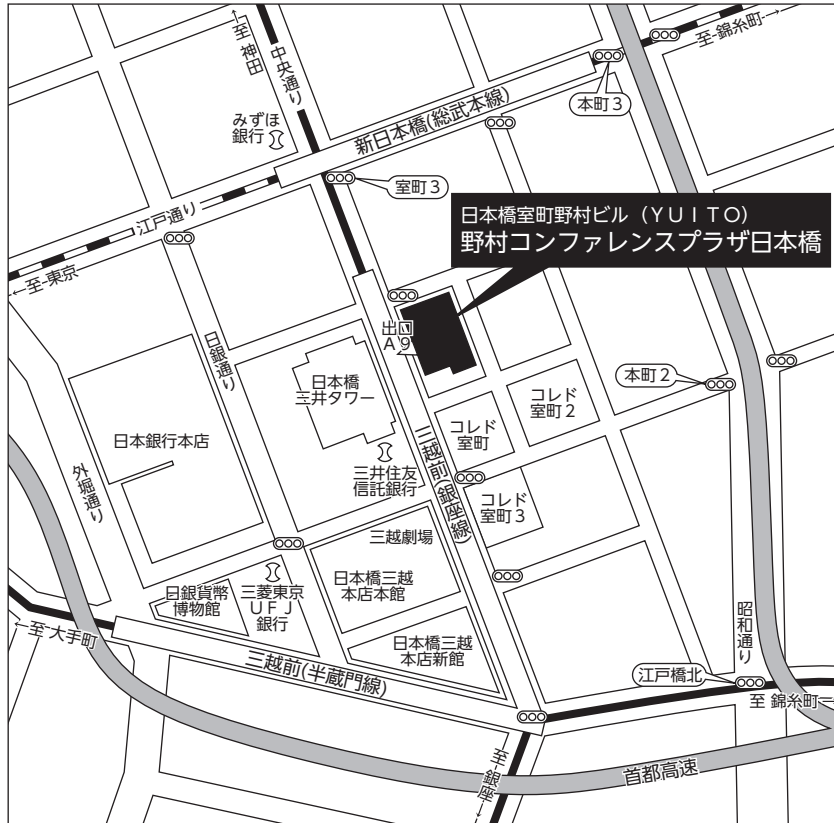 ←至 神田
中央通り
至 錦糸町→
本町3
みずほ
銀行
新日本橋(総武本線)
室町3
江戸通り
←至 東京
日本橋室町野村ビル（ＹＵＩＴＯ）
野村コンファレンスプラザ日本橋
出口
Ａ9
日銀通り
日本橋
三井タワー
コレド
室町2
本町2
コレド
室町
日本銀行本店
外堀通り
三井住友
信託銀行
三越前(銀座線)
コレド
室町3
三越劇場
日本橋三越
本店本館
日銀貨幣
博物館
三菱東京
ＵＦＪ
銀行
日本橋三越
本店新館
昭和通り
←至 大手町
三越前(半蔵門線)
江戸橋北
至 錦糸町→
至 銀座→
首都高速